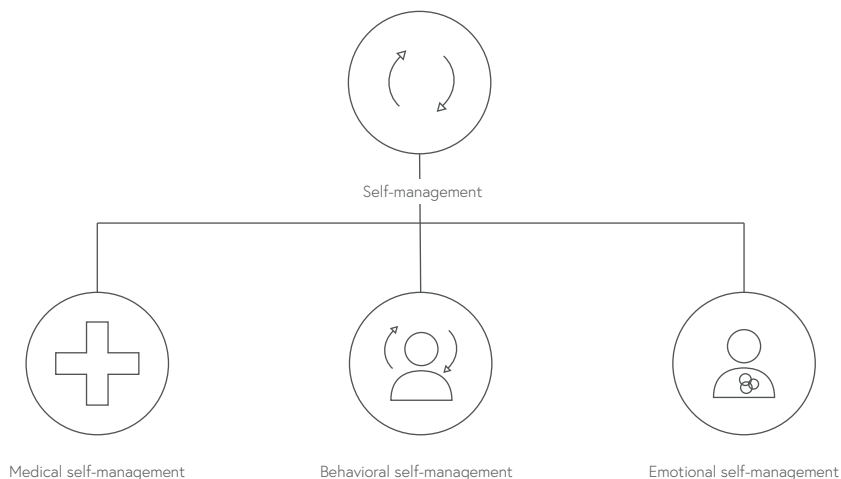 Self-management
Medical self-management
Behavioral self-management
Emotional self-management